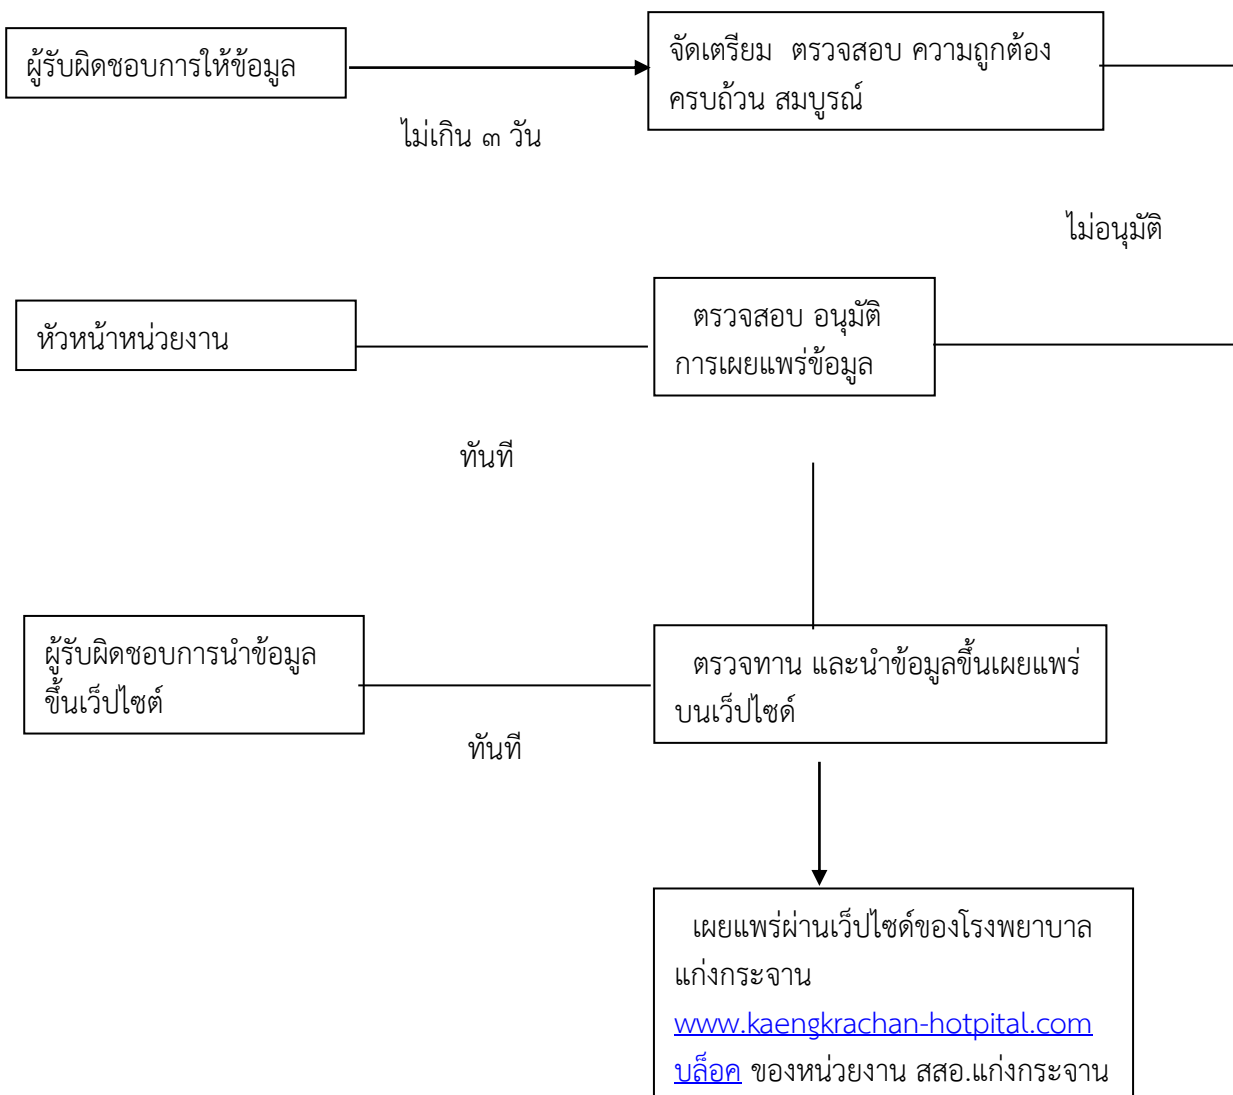 ผู้รับผิดชอบการให้ข้อมูล
จัดเตรียม ตรวจสอบ ความถูกต้อง
ครบถ้วน สมบูรณ์
ไม่เกิน ๓ วัน
ไม่อนุมัติ
หัวหน้าหน่วยงาน
ตรวจสอบ อนุมัติ
การเผยแพร่ข้อมูล
ทันที
ผู้รับผิดชอบการนำข้อมูล
ขึ้นเว็ปไซต์
ตรวจทาน และนำข้อมูลขึ้นเผยแพร่
บนเว็ปไซด์
ทันที
เผยแพร่ผ่านเว็ปไซด์ของโรงพยาบาล
แก่งกระจาน
www.kaengkrachan-hotpital.com
บล็อค ของหน่วยงาน สสอ.แก่งกระจาน